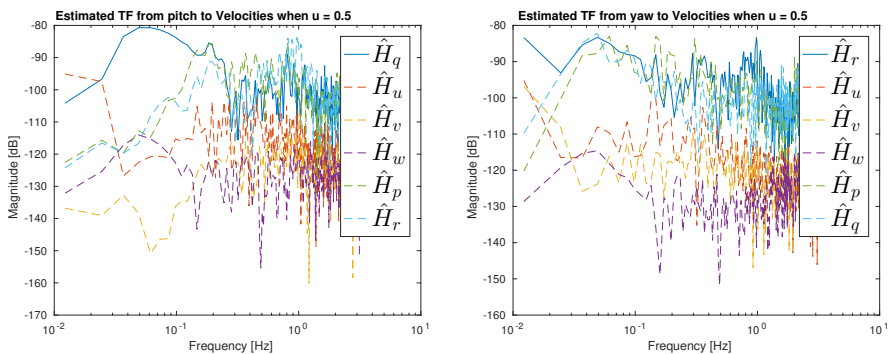 Estimated TF from pitch to Velocities when u = 0.5
-80
-90
-100
-110
-120
-130
-140
-150
-160
-170
Magnitude [dB]
10^-2
10^-1
10^0
10^1
Frequency [Hz]
Ĥ_q
Ĥ_u
Ĥ_v
Ĥ_w
Ĥ_p
Ĥ_r
Estimated TF from yaw to Velocities when u = 0.5
-80
-90
-100
-110
-120
-130
-140
-150
-160
Magnitude [dB]
10^-2
10^-1
10^0
10^1
Frequency [Hz]
Ĥ_r
Ĥ_u
Ĥ_v
Ĥ_w
Ĥ_p
Ĥ_q